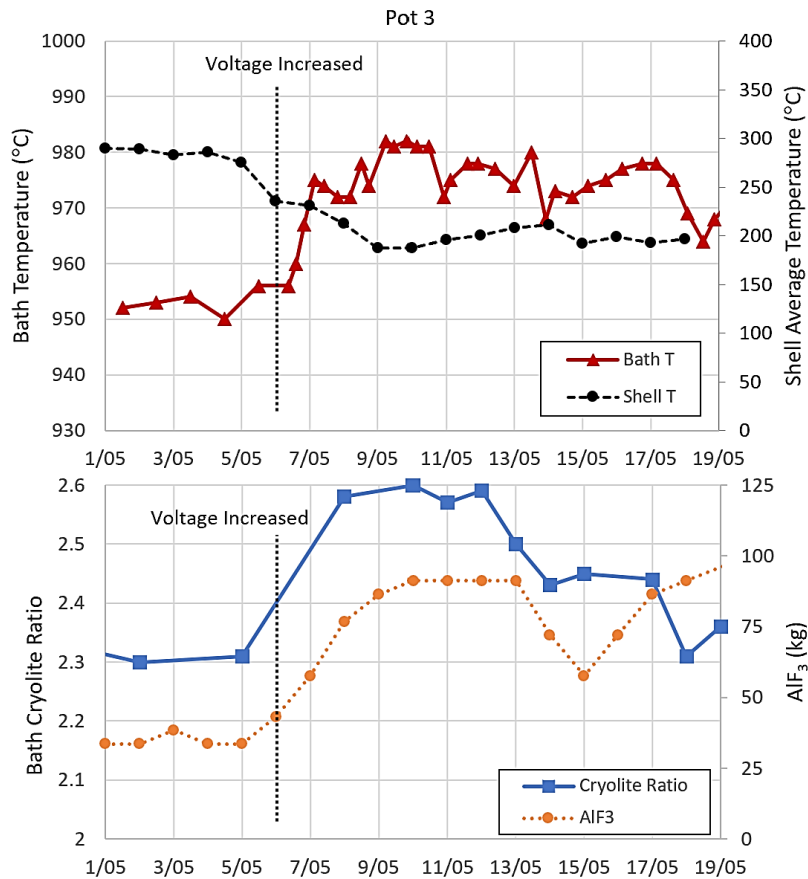 Pot 3
1000
990
980
970
960
950
940
930
Bath Temperature (°C)
Voltage Increased
400
350
300
250
200
150
100
50
0
Shell Average Temperature (°C)
Bath T
Shell T
1/05 3/05 5/05 7/05 9/05 11/05 13/05 15/05 17/05 19/05
2.6
2.5
2.4
2.3
2.2
2.1
2
Bath Cryolite Ratio
Voltage Increased
125
100
75
50
25
0
AlF₃ (kg)
Cryolite Ratio
AlF3
1/05 3/05 5/05 7/05 9/05 11/05 13/05 15/05 17/05 19/05